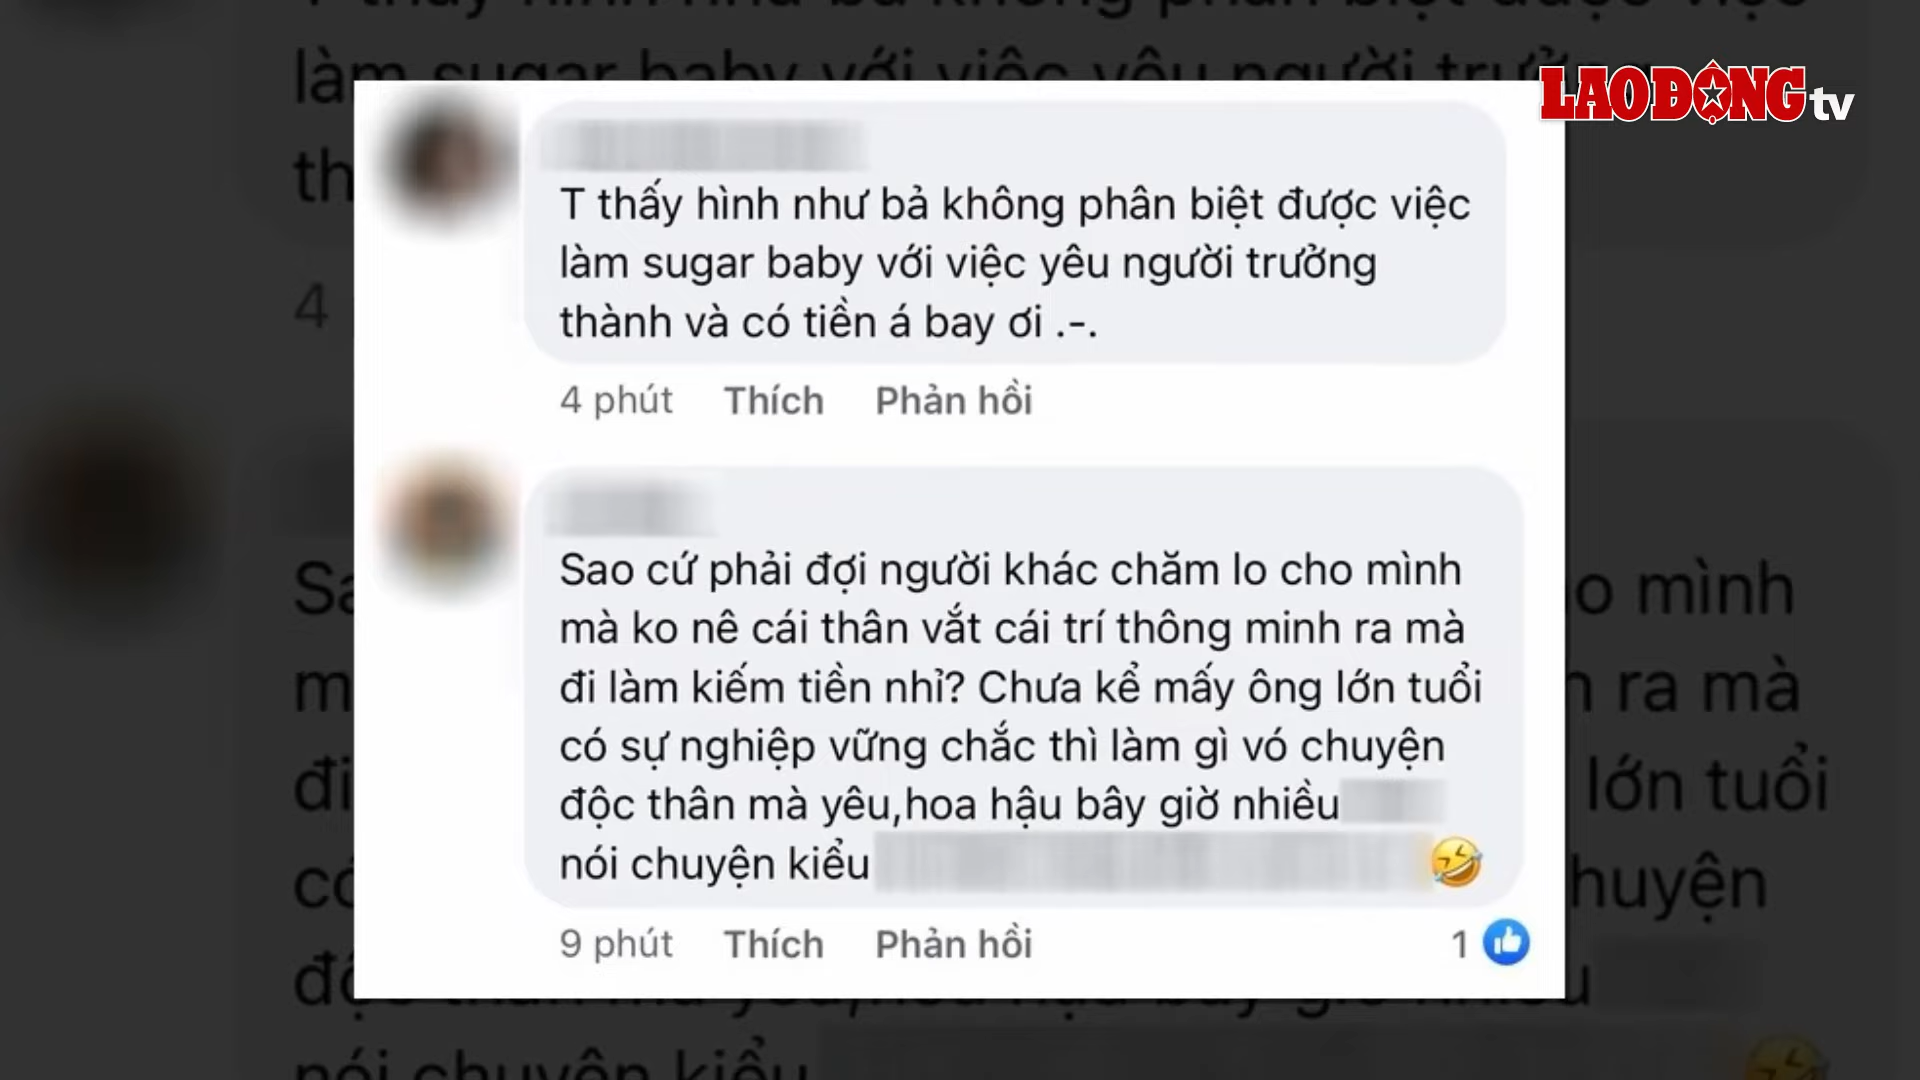 LAO ĐỘNG tv
T thấy hình như bả không phân biệt được việc
làm sugar baby với việc yêu người trưởng
thành và có tiền á bay ơi .-.
4 phút Thích Phản hồi
Sao cứ phải đợi người khác chăm lo cho mình
mà ko nê cái thân vắt cái trí thông minh ra mà
đi làm kiếm tiền nhỉ? Chưa kể mấy ông lớn tuổi
có sự nghiệp vững chắc thì làm gì vó chuyện
độc thân mà yêu,hoa hậu bây giờ nhiều
nói chuyện kiểu 🤣
9 phút Thích Phản hồi 1